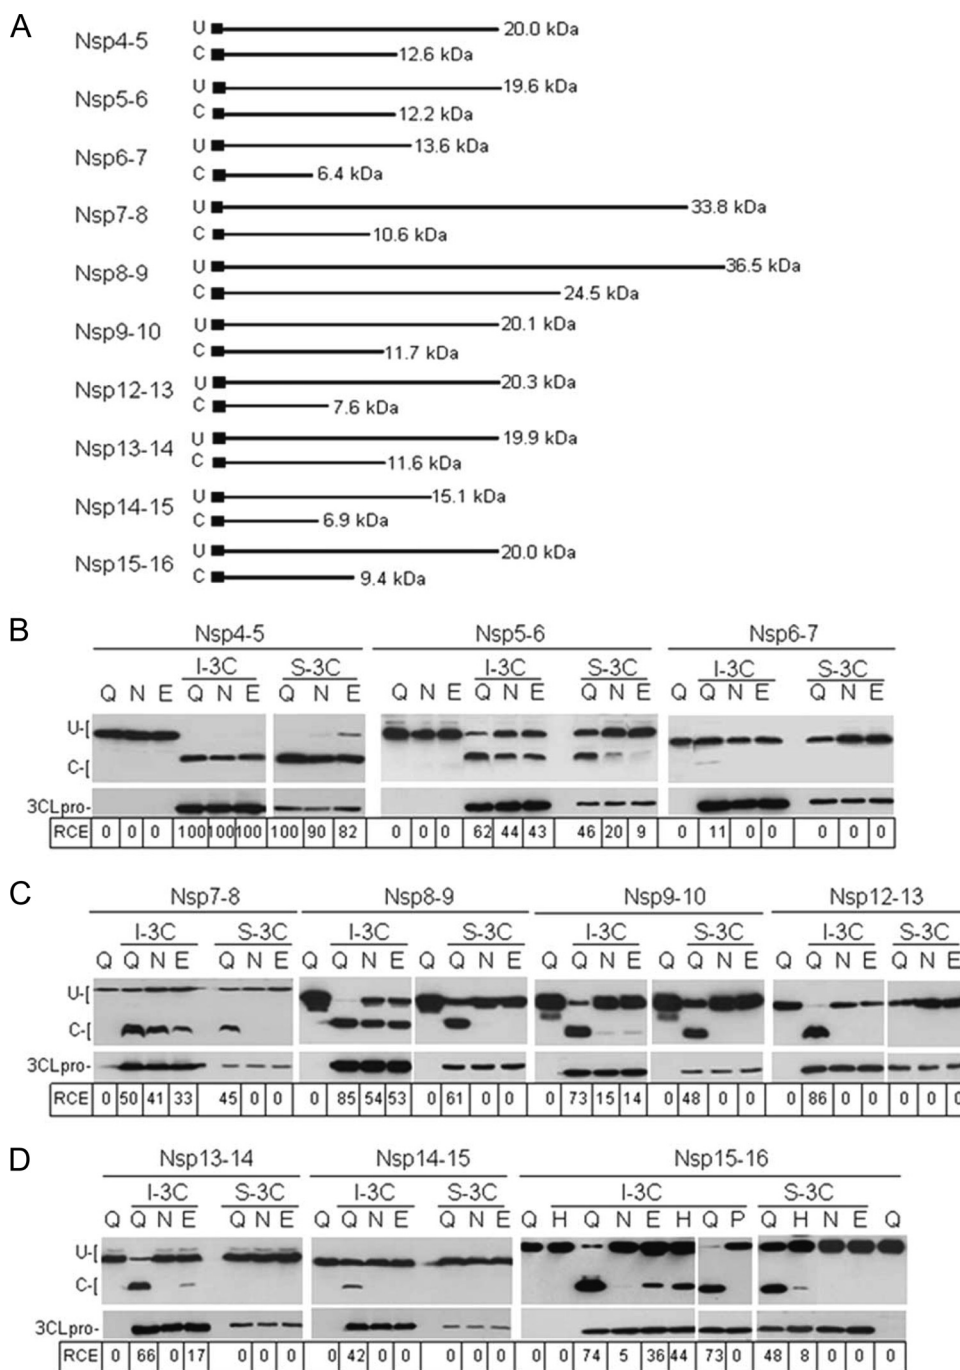 A
U 20.0 kDa
Nsp4-5
C 12.6 kDa
U 19.6 kDa
Nsp5-6
C 12.2 kDa
U 13.6 kDa
Nsp6-7
C 6.4 kDa
U 33.8 kDa
Nsp7-8
C 10.6 kDa
U 36.5 kDa
Nsp8-9
C 24.5 kDa
U 20.1 kDa
Nsp9-10
C 11.7 kDa
U 20.3 kDa
Nsp12-13
C 7.6 kDa
U 19.9 kDa
Nsp13-14
C 11.6 kDa
U 15.1 kDa
Nsp14-15
C 6.9 kDa
U 20.0 kDa
Nsp15-16
C 9.4 kDa
B
Nsp4-5 Nsp5-6 Nsp6-7
I-3C S-3C I-3C S-3C I-3C S-3C
Q N E Q N E Q N E Q N E Q N E Q N E Q Q N E Q N E
U-[
C-[
3CLpro-
RCE 0 0 0 100 100 100 100 90 82 0 0 0 62 44 43 46 20 9 0 11 0 0 0 0 0
C
Nsp7-8 Nsp8-9 Nsp9-10 Nsp12-13
I-3C S-3C I-3C S-3C I-3C S-3C I-3C S-3C
Q Q N E Q N E Q Q N E Q Q N E Q Q N E Q Q N E Q Q N E Q N E
U-[
C-[
3CLpro-
RCE 0 50 41 33 45 0 0 0 85 54 53 0 61 0 0 0 73 15 14 0 48 0 0 0 86 0 0 0 0 0
D
Nsp13-14 Nsp14-15 Nsp15-16
I-3C S-3C I-3C S-3C I-3C S-3C
Q Q N E Q N E Q Q N E Q N E Q H Q N E H Q P Q H N E Q
U-[
C-[
3CLpro-
RCE 0 66 0 17 0 0 0 0 42 0 0 0 0 0 0 0 74 5 36 44 73 0 48 8 0 0 0